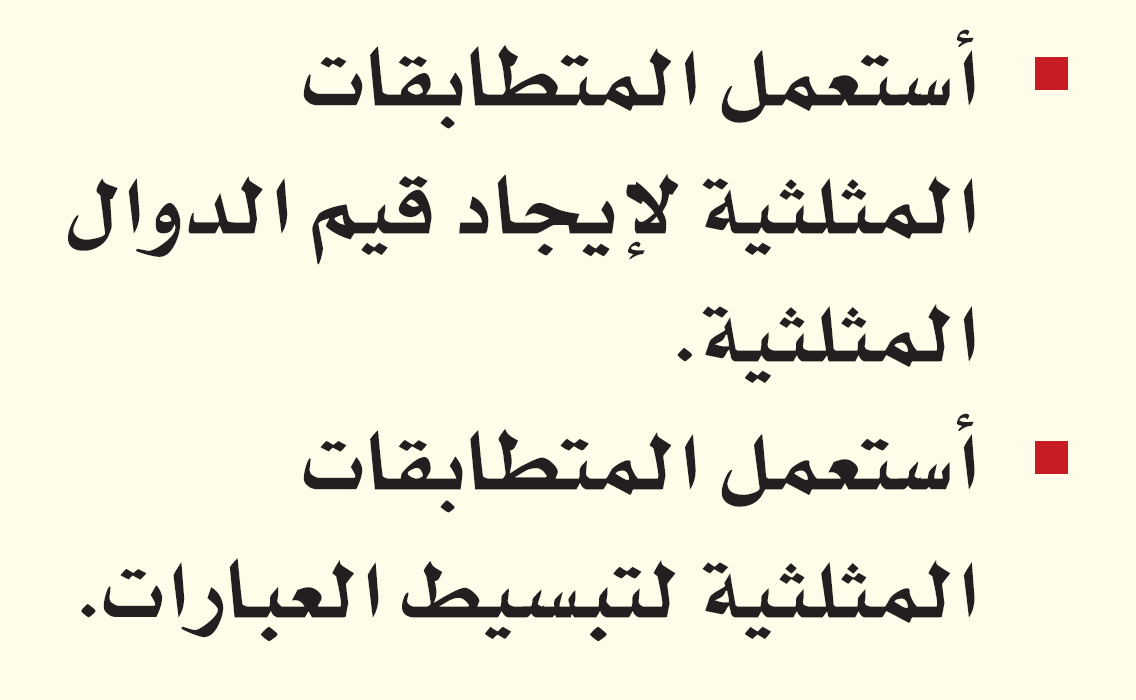 أستعمل المتطابقات
المثلثية لإيجاد قيم الدوال
المثلثية.
أستعمل المتطابقات
المثلثية لتبسيط العبارات.